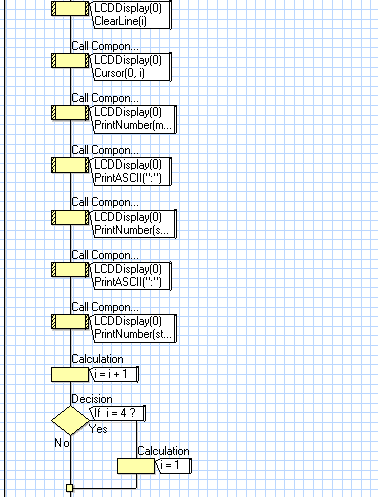 LCDDisplay(0)
ClearLine(i)
Call Compon...
LCDDisplay(0)
Cursor(0, i)
Call Compon...
LCDDisplay(0)
PrintNumber(m...
Call Compon...
LCDDisplay(0)
PrintASCII(":")
Call Compon...
LCDDisplay(0)
PrintNumber(s...
Call Compon...
LCDDisplay(0)
PrintASCII(":")
Call Compon...
LCDDisplay(0)
PrintNumber(st...
Calculation
i = i + 1
Decision
If i = 4 ?
Yes
No
Calculation
i = 1